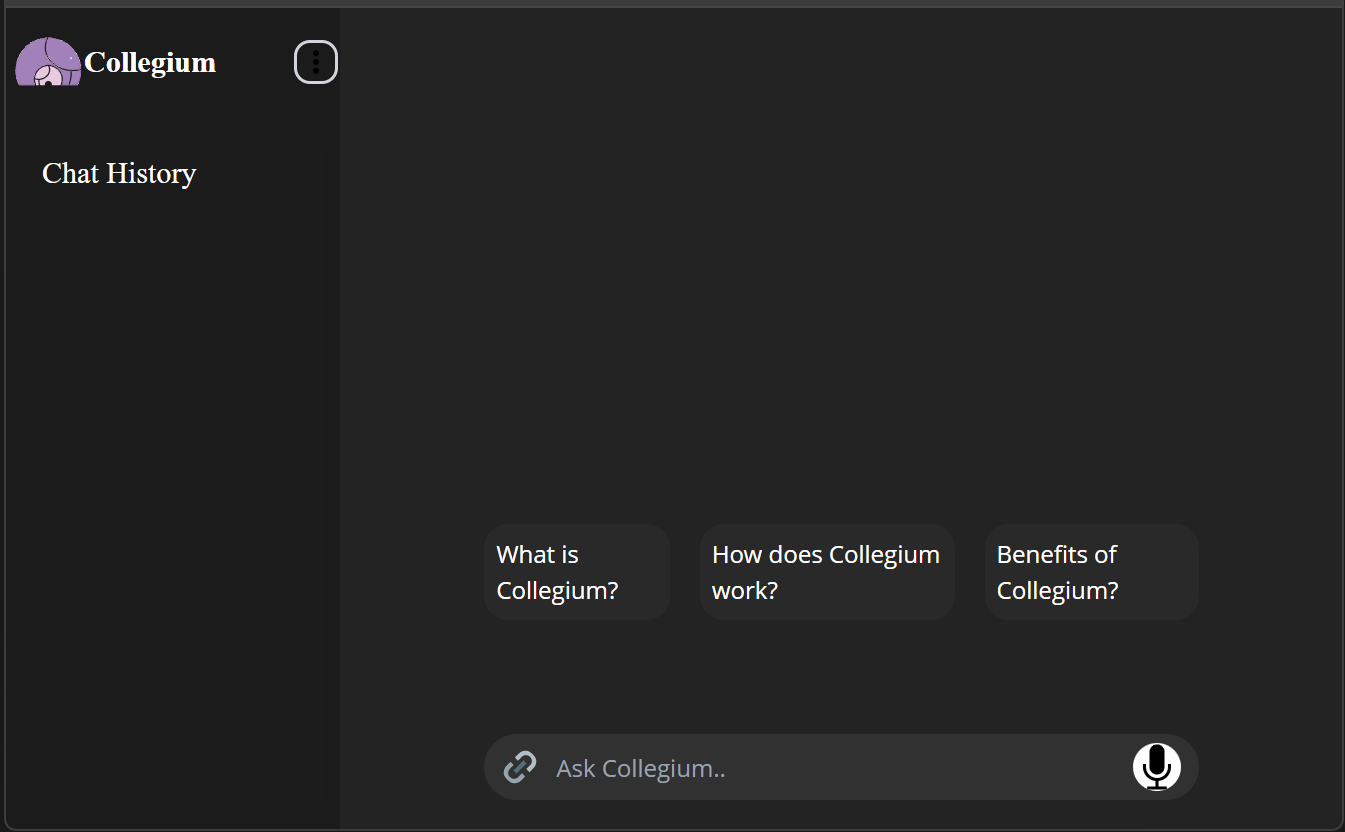 Collegium
Chat History
What is
Collegium?
How does Collegium
work?
Benefits of
Collegium?
Ask Collegium..